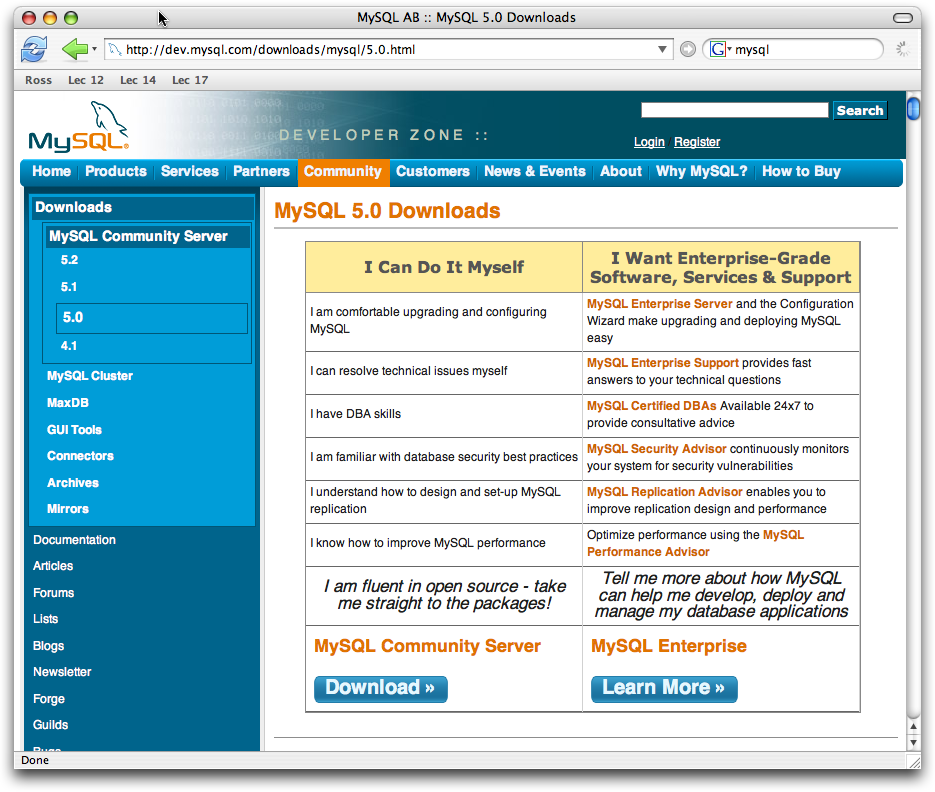 MySQL AB :: MySQL 5.0 Downloads
http://dev.mysql.com/downloads/mysql/5.0.html
G
mysql
Ross Lec 12 Lec 14 Lec 17
MySQL®
DEVELOPER ZONE ::
Search
Login / Register
Home Products Services Partners Community Customers News & Events About Why MySQL? How to Buy
Downloads
MySQL Community Server
5.2
5.1
5.0
4.1
MySQL Cluster
MaxDB
GUI Tools
Connectors
Archives
Mirrors
Documentation
Articles
Forums
Lists
Blogs
Newsletter
Forge
Guilds
Bugs
MySQL 5.0 Downloads
I Can Do It Myself
I Want Enterprise-Grade
Software, Services & Support
I am comfortable upgrading and configuring
MySQL
MySQL Enterprise Server and the Configuration
Wizard make upgrading and deploying MySQL
easy
I can resolve technical issues myself
MySQL Enterprise Support provides fast
answers to your technical questions
I have DBA skills
MySQL Certified DBAs Available 24x7 to
provide consultative advice
I am familiar with database security best practices
MySQL Security Advisor continuously monitors
your system for security vulnerabilities
I understand how to design and set-up MySQL
replication
MySQL Replication Advisor enables you to
improve replication design and performance
I know how to improve MySQL performance
Optimize performance using the MySQL
Performance Advisor
I am fluent in open source - take
me straight to the packages!
Tell me more about how MySQL
can help me develop, deploy and
manage my database applications
MySQL Community Server
Download »
MySQL Enterprise
Learn More »
Done